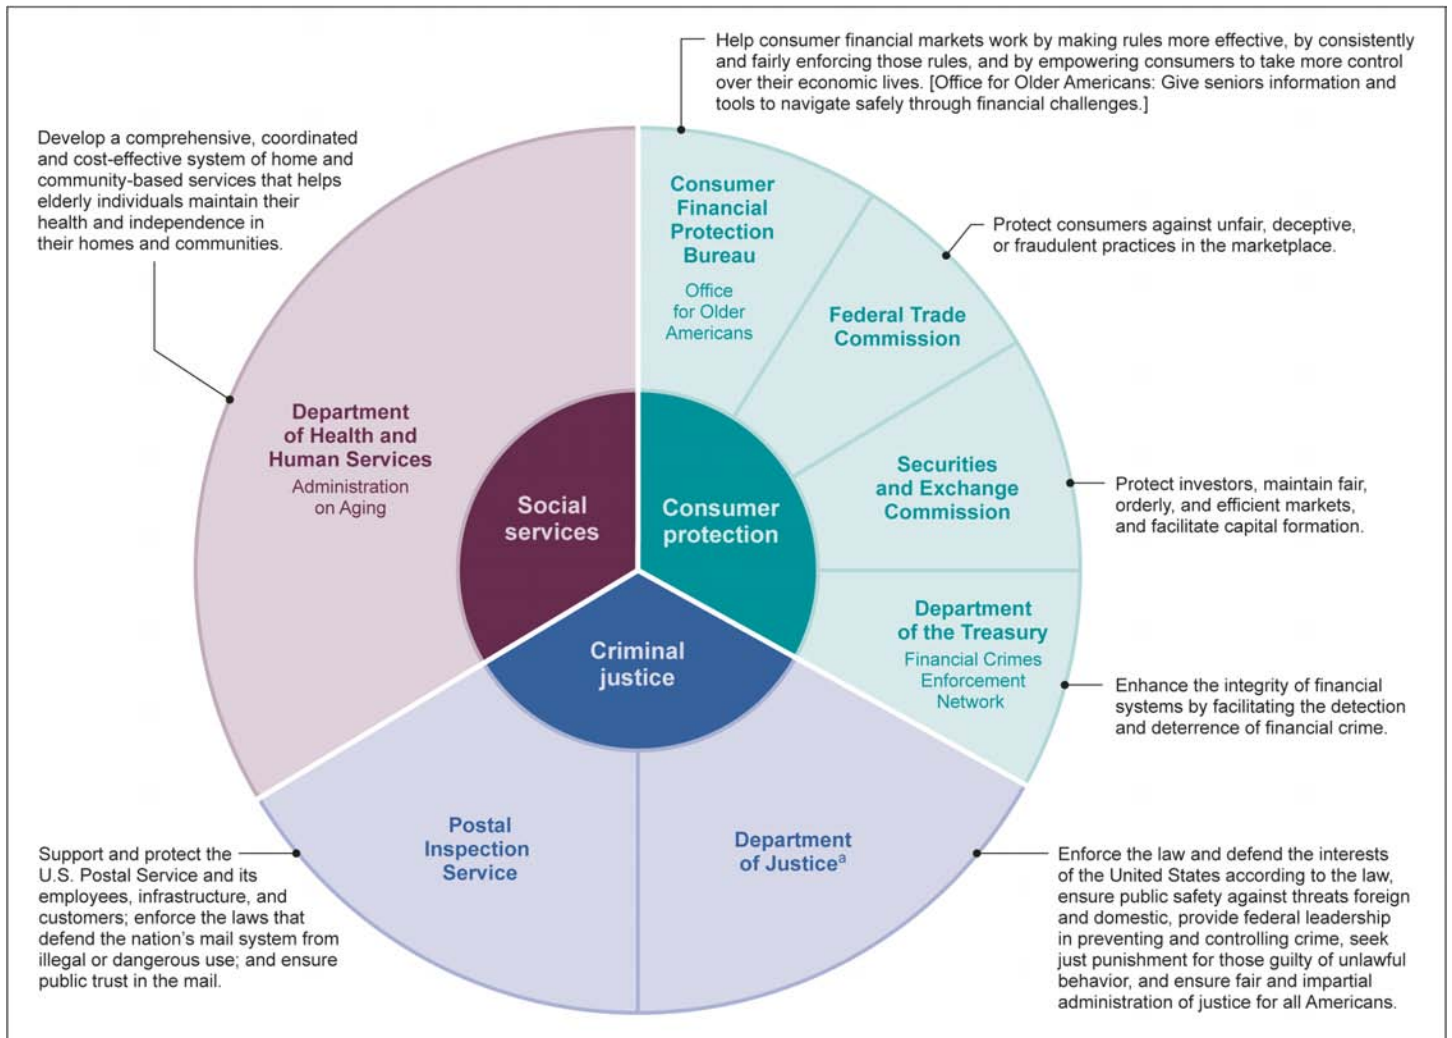 Help consumer financial markets work by making rules more effective, by consistently
and fairly enforcing those rules, and by empowering consumers to take more control
over their economic lives. [Office for Older Americans: Give seniors information and
tools to navigate safely through financial challenges.]
Develop a comprehensive, coordinated
and cost-effective system of home and
community-based services that helps
elderly individuals maintain their
health and independence in
their homes and communities.
Consumer
Financial
Protection
Bureau
Office
for Older
Americans
Protect consumers against unfair, deceptive,
or fraudulent practices in the marketplace.
Federal Trade
Commission
Department
of Health and
Human Services
Administration
on Aging
Social
services
Consumer
protection
Securities
and Exchange
Commission
Protect investors, maintain fair,
orderly, and efficient markets,
and facilitate capital formation.
Department
of the Treasury
Financial Crimes
Enforcement
Network
Enhance the integrity of financial
systems by facilitating the detection
and deterrence of financial crime.
Criminal
justice
Postal
Inspection
Service
Department
of Justiceᵃ
Support and protect the
U.S. Postal Service and its
employees, infrastructure, and
customers; enforce the laws that
defend the nation’s mail system from
illegal or dangerous use; and ensure
public trust in the mail.
Enforce the law and defend the interests
of the United States according to the law,
ensure public safety against threats foreign
and domestic, provide federal leadership
in preventing and controlling crime, seek
just punishment for those guilty of unlawful
behavior, and ensure fair and impartial
administration of justice for all Americans.